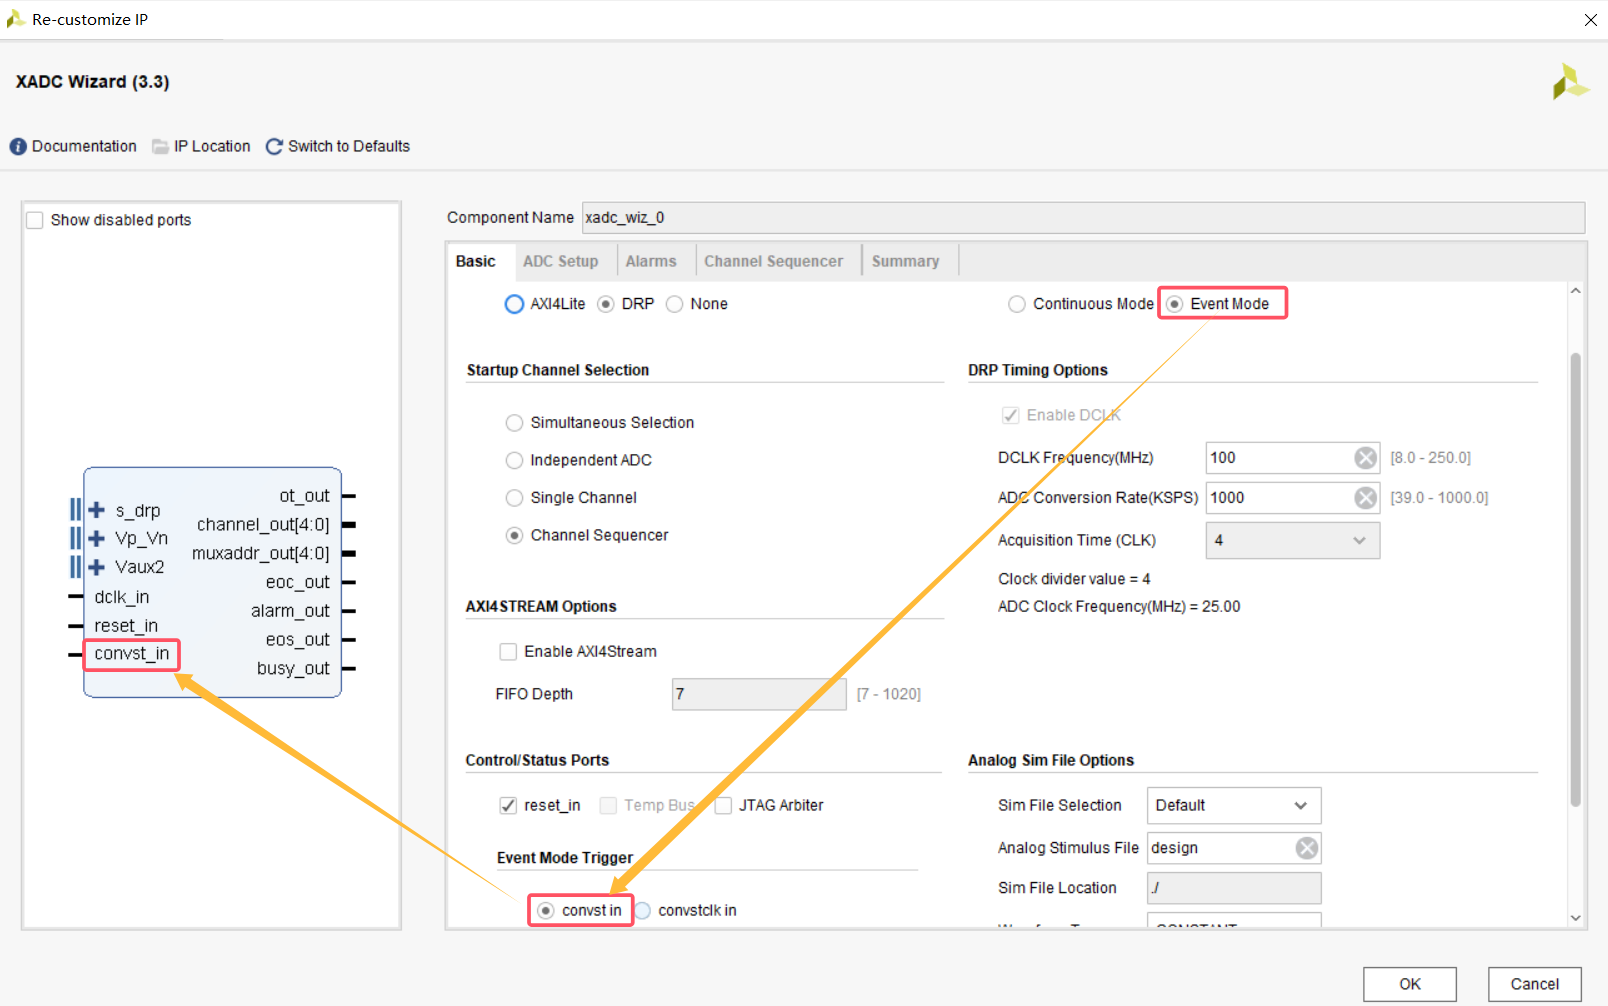 Re-customize IP
XADC Wizard (3.3)
Documentation IP Location Switch to Defaults
Show disabled ports
s_drp
Vp_Vn
Vaux2
dclk_in
reset_in
convst_in
ot_out
channel_out[4:0]
muxaddr_out[4:0]
eoc_out
alarm_out
eos_out
busy_out
Component Name xadc_wiz_0
Basic ADC Setup Alarms Channel Sequencer Summary
AXI4Lite DRP None
Continuous Mode Event Mode
Startup Channel Selection
Simultaneous Selection
Independent ADC
Single Channel
Channel Sequencer
DRP Timing Options
Enable DCLK
DCLK Frequency(MHz) 100 [8.0 - 250.0]
ADC Conversion Rate(KSPS) 1000 [39.0 - 1000.0]
Acquisition Time (CLK) 4
Clock divider value = 4
ADC Clock Frequency(MHz) = 25.00
AXI4STREAM Options
Enable AXI4Stream
FIFO Depth 7 [7 - 1020]
Control/Status Ports
reset_in Temp Bus JTAG Arbiter
Event Mode Trigger
convst in convstclk in
Analog Sim File Options
Sim File Selection Default
Analog Stimulus File design
Sim File Location ./
CONSTANT
OK Cancel